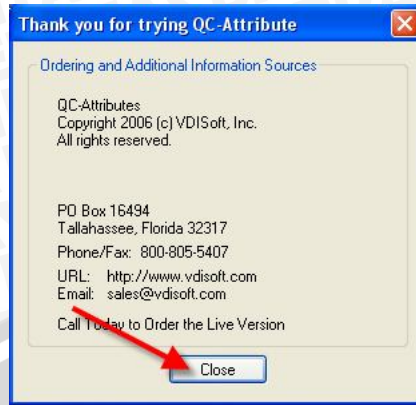 Thank you for trying QC-Attribute
Ordering and Additional Information Sources
QC-Attributes
Copyright 2006 (c) VDISoft, Inc.
All rights reserved.
PO Box 16494
Tallahassee, Florida 32317
Phone/Fax: 800-805-5407
URL: http://www.vdisoft.com
Email: sales@vdisoft.com
Call Today to Order the Live Version
Close